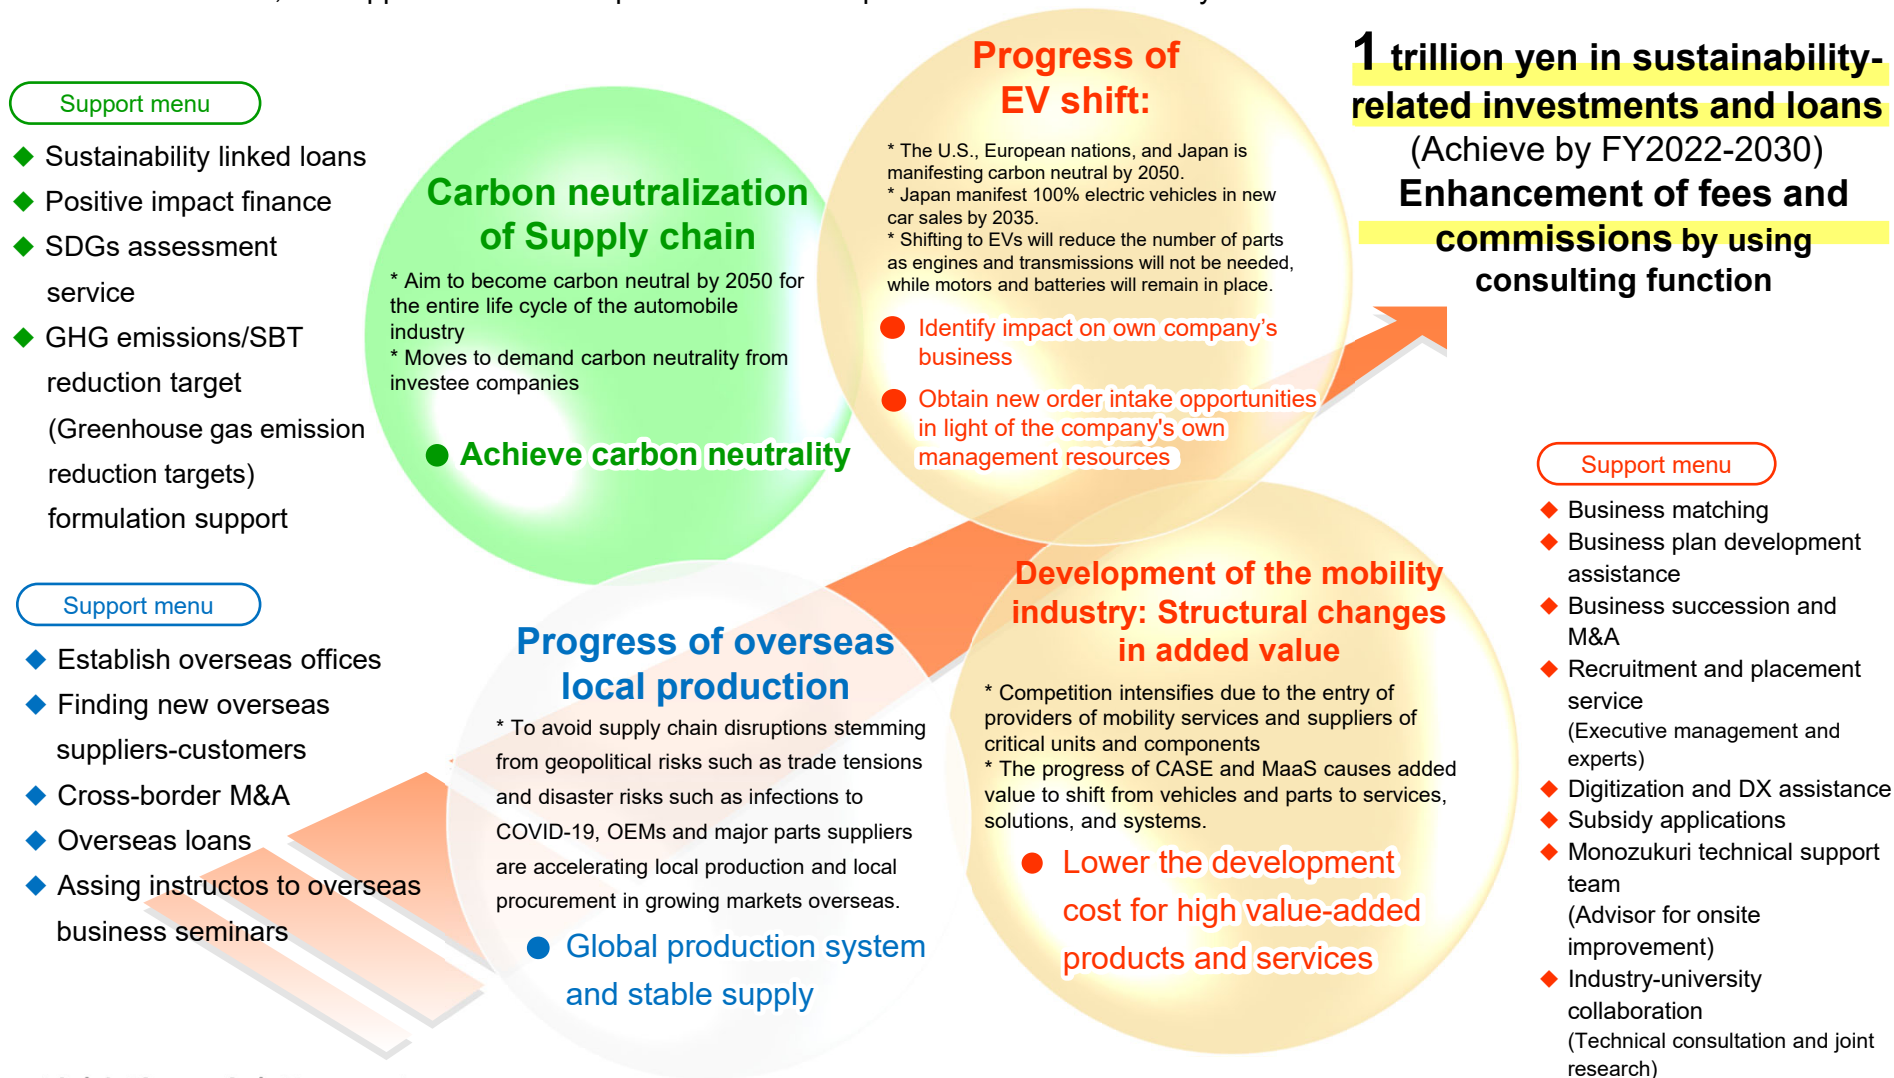 Support menu
◆ Sustainability linked loans
◆ Positive impact finance
◆ SDGs assessment
service
◆ GHG emissions/SBT
reduction target
(Greenhouse gas emission
reduction targets)
formulation support
Carbon neutralization
of Supply chain
* Aim to become carbon neutral by 2050 for
the entire life cycle of the automobile
industry
* Moves to demand carbon neutrality from
investee companies
● Achieve carbon neutrality
Progress of
EV shift:
* The U.S., European nations, and Japan is
manifesting carbon neutral by 2050.
* Japan manifest 100% electric vehicles in new
car sales by 2035.
* Shifting to EVs will reduce the number of parts
as engines and transmissions will not be needed,
while motors and batteries will remain in place.
● Identify impact on own company’s
business
● Obtain new order intake opportunities
in light of the company's own
management resources
1 trillion yen in sustainability-
related investments and loans
(Achieve by FY2022-2030)
Enhancement of fees and
commissions by using
consulting function
Support menu
◆ Establish overseas offices
◆ Finding new overseas
suppliers-customers
◆ Cross-border M&A
◆ Overseas loans
◆ Assing instructos to overseas
business seminars
Progress of overseas
local production
* To avoid supply chain disruptions stemming
from geopolitical risks such as trade tensions
and disaster risks such as infections to
COVID-19, OEMs and major parts suppliers
are accelerating local production and local
procurement in growing markets overseas.
● Global production system
and stable supply
Development of the mobility
industry: Structural changes
in added value
* Competition intensifies due to the entry of
providers of mobility services and suppliers of
critical units and components
* The progress of CASE and MaaS causes added
value to shift from vehicles and parts to services,
solutions, and systems.
● Lower the development
cost for high value-added
products and services
Support menu
◆ Business matching
◆ Business plan development
assistance
◆ Business succession and
M&A
◆ Recruitment and placement
service
(Executive management and
experts)
◆ Digitization and DX assistance
◆ Subsidy applications
◆ Monozukuri technical support
team
(Advisor for onsite
improvement)
◆ Industry-university
collaboration
(Technical consultation and joint
research)